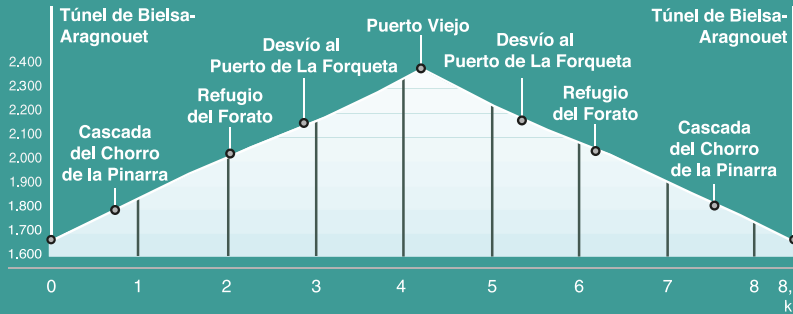 Túnel de Bielsa-
Aragnouet
Cascada
del Chorro
de la Pinarra
Refugio
del Forato
Desvío al
Puerto de La Forqueta
Puerto Viejo
Desvío al
Puerto de La Forqueta
Refugio
del Forato
Cascada
del Chorro
de la Pinarra
Túnel de Bielsa-
Aragnouet
2.400
2.300
2.200
2.100
2.000
1.900
1.800
1.700
1.600
0 1 2 3 4 5 6 7 8 8,
k